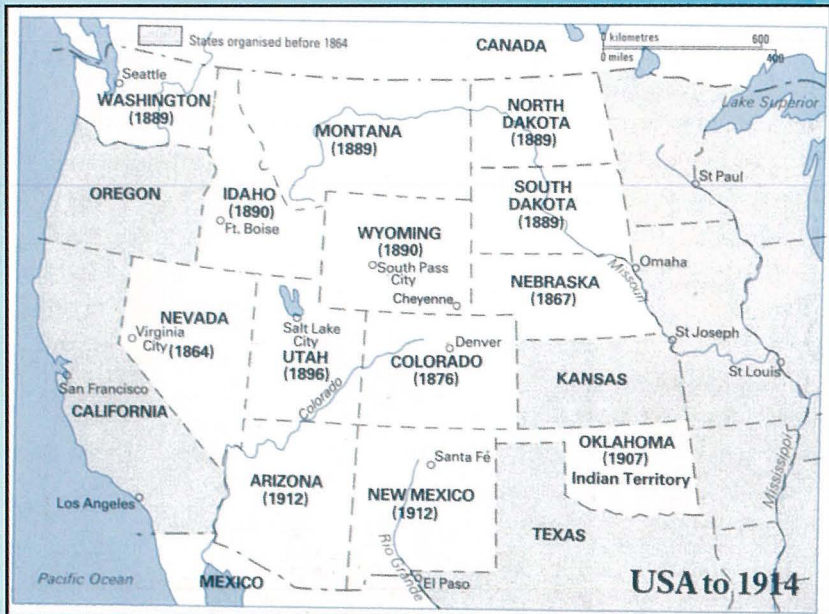 States organised before 1864
CANADA
0 kilometres 600
0 miles 400
Seattle
WASHINGTON
(1889)
MONTANA
(1889)
NORTH
DAKOTA
(1889)
Lake Superior
OREGON
IDAHO
(1890)
Ft. Boise
SOUTH
DAKOTA
(1889)
St Paul
WYOMING
(1890)
South Pass
City
Cheyenne
NEBRASKA
(1867)
Missouri
Omaha
NEVADA
Virginia
City (1864)
Salt Lake
City
UTAH
(1896)
Denver
COLORADO
(1876)
Colorado
St Joseph
St Louis
KANSAS
San Francisco
CALIFORNIA
Los Angeles
ARIZONA
(1912)
Santa Fé
NEW MEXICO
(1912)
OKLAHOMA
(1907)
Indian Territory
Mississippi
TEXAS
Rio Grande
El Paso
Pacific Ocean
MEXICO
USA to 1914